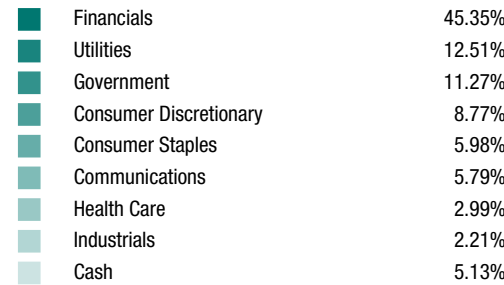 Financials 45.35%
Utilities 12.51%
Government 11.27%
Consumer Discretionary 8.77%
Consumer Staples 5.98%
Communications 5.79%
Health Care 2.99%
Industrials 2.21%
Cash 5.13%